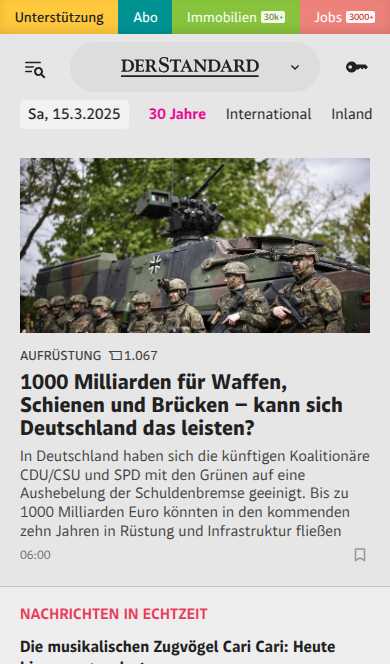 Unterstützung Abo Immobilien 30k+ Jobs 3000+
DERSTANDARD
Sa, 15.3.2025 30 Jahre International Inland
AUFRÜSTUNG 1.067
1000 Milliarden für Waffen,
Schienen und Brücken – kann sich
Deutschland das leisten?
In Deutschland haben sich die künftigen Koalitionäre
CDU/CSU und SPD mit den Grünen auf eine
Aushebelung der Schuldenbremse geeinigt. Bis zu
1000 Milliarden Euro könnten in den kommenden
zehn Jahren in Rüstung und Infrastruktur fließen
06:00
NACHRICHTEN IN ECHTZEIT
Die musikalischen Zugvögel Cari Cari: Heute